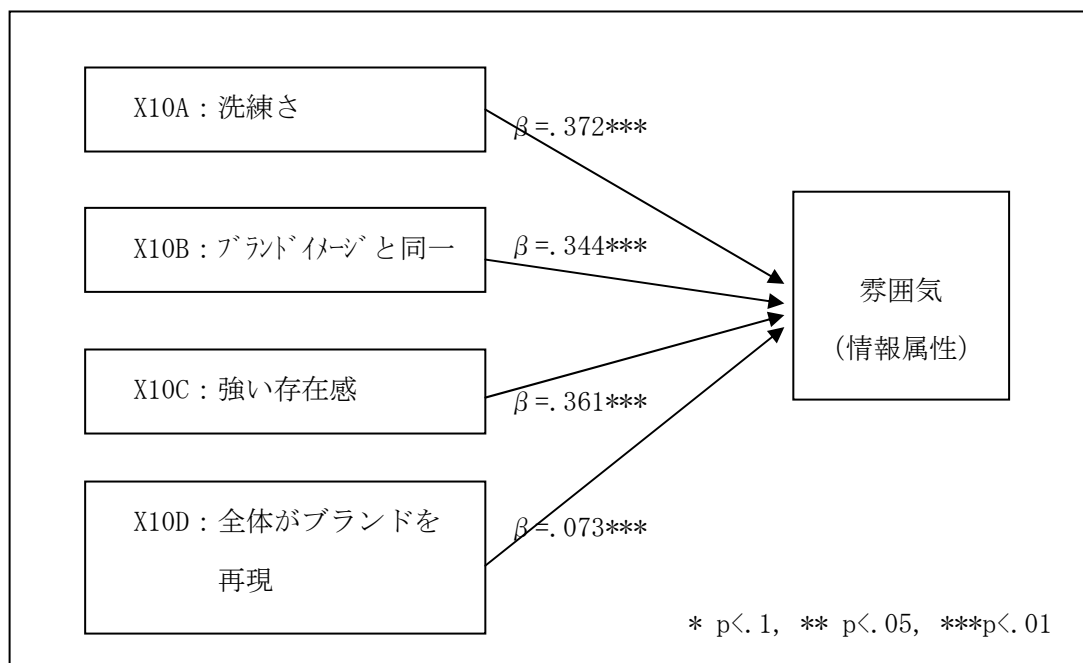 X10A：洗練さ
β=.372***
X10B：ﾌﾞﾗﾝﾄﾞｲﾒｰｼﾞと同一
β=.344***
雰囲気
(情報属性)
X10C：強い存在感
β=.361***
X10D：全体がブランドを
再現
β=.073***
* p<.1, ** p<.05, ***p<.01